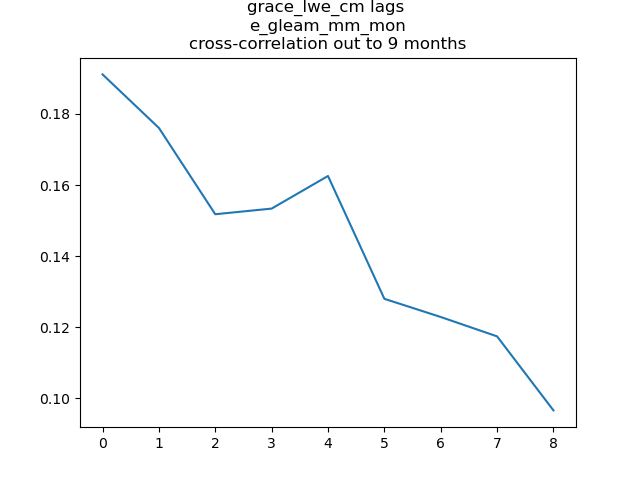 grace_lwe_cm lags
e_gleam_mm_mon
cross-correlation out to 9 months
0.18
0.16
0.14
0.12
0.10
0 1 2 3 4 5 6 7 8